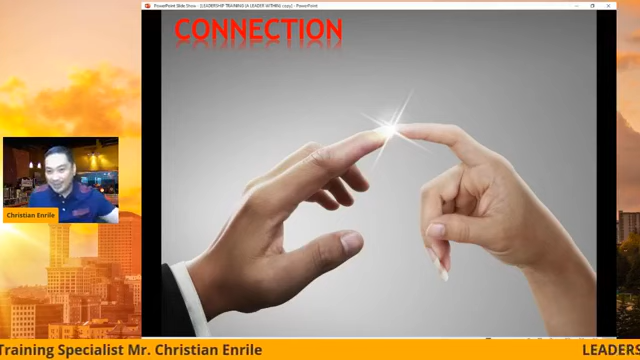 PowerPoint Slide Show - [LEADERSHIP TRAINING (A LEADER WITHIN) copy] - PowerPoint
CONNECTION
Christian Enrile
Training Specialist Mr. Christian Enrile
LEADERS